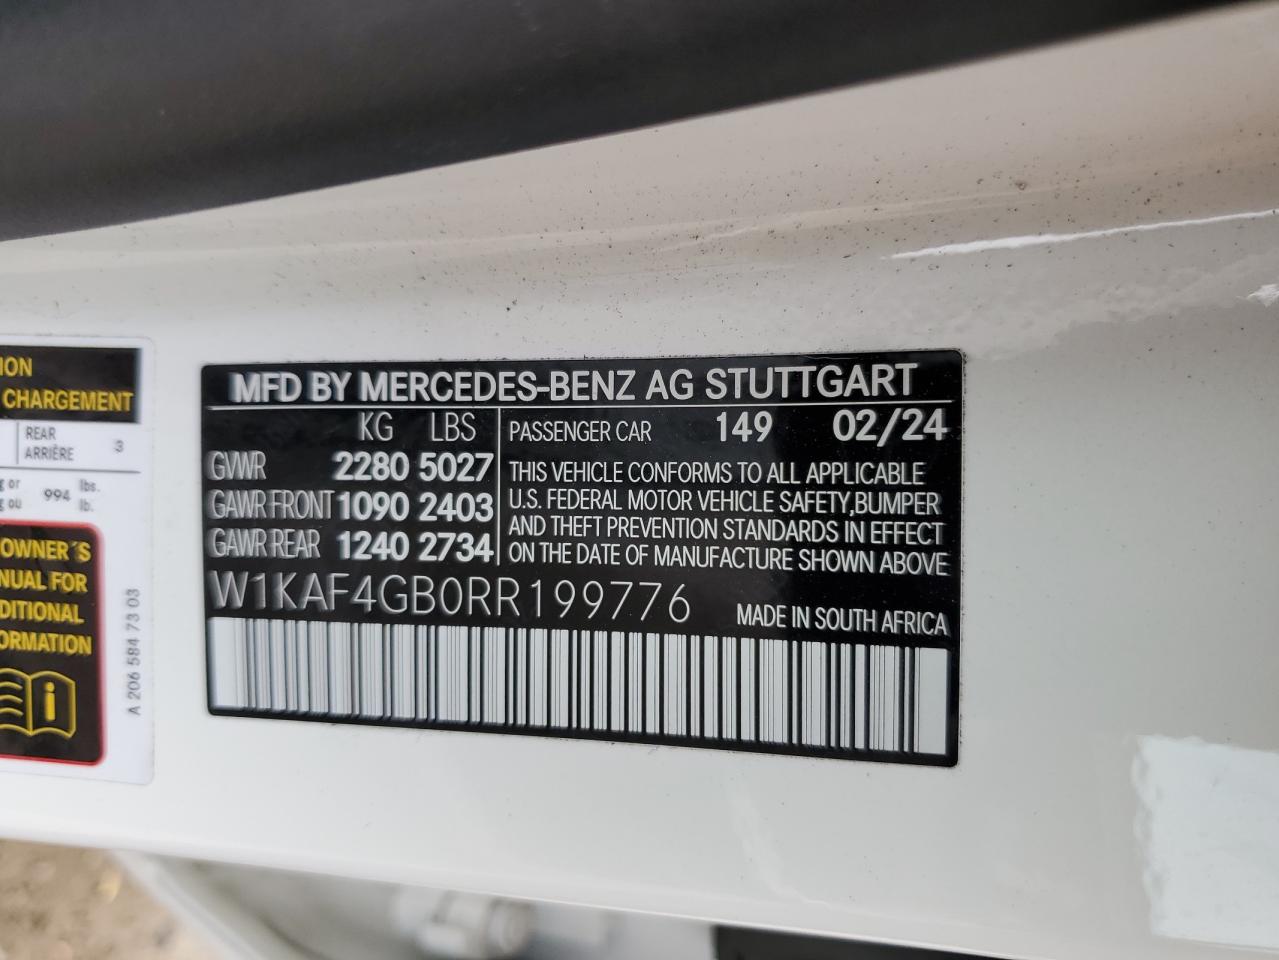 ION
CHARGEMENT
REAR
ARRIÈRE 3
or 994 lbs.
ou lb.
OWNER´S
NUAL FOR
DITIONAL
ORMATION
A 206 584 73 03
MFD BY MERCEDES-BENZ AG STUTTGART
KG LBS
GVWR 2280 5027
GAWR FRONT 1090 2403
GAWR REAR 1240 2734
PASSENGER CAR 149 02/24
THIS VEHICLE CONFORMS TO ALL APPLICABLE
U.S. FEDERAL MOTOR VEHICLE SAFETY,BUMPER
AND THEFT PREVENTION STANDARDS IN EFFECT
ON THE DATE OF MANUFACTURE SHOWN ABOVE
W1KAF4GB0RR199776
MADE IN SOUTH AFRICA